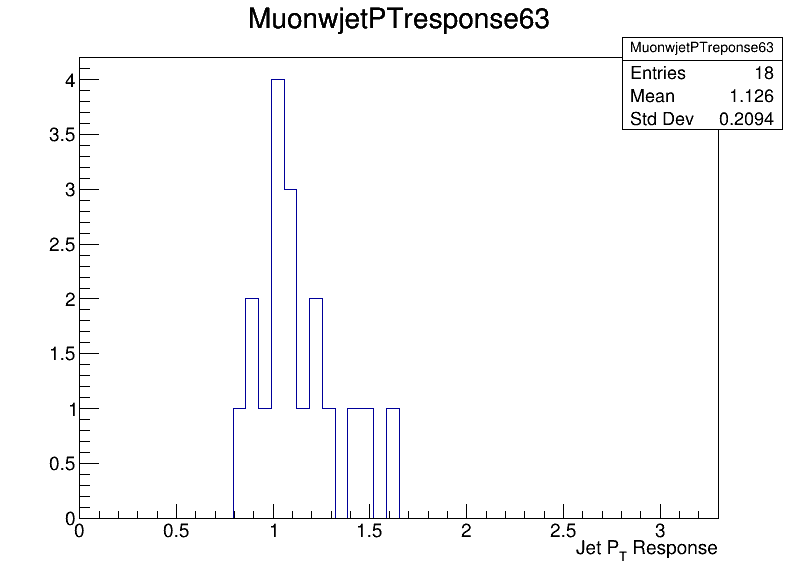 MuonwjetPTresponse63
MuonwjetPTreponse63
Entries 18
Mean 1.126
Std Dev 0.2094
4
3.5
3
2.5
2
1.5
1
0.5
0
0 0.5 1 1.5 2 2.5 3
Jet PT Response